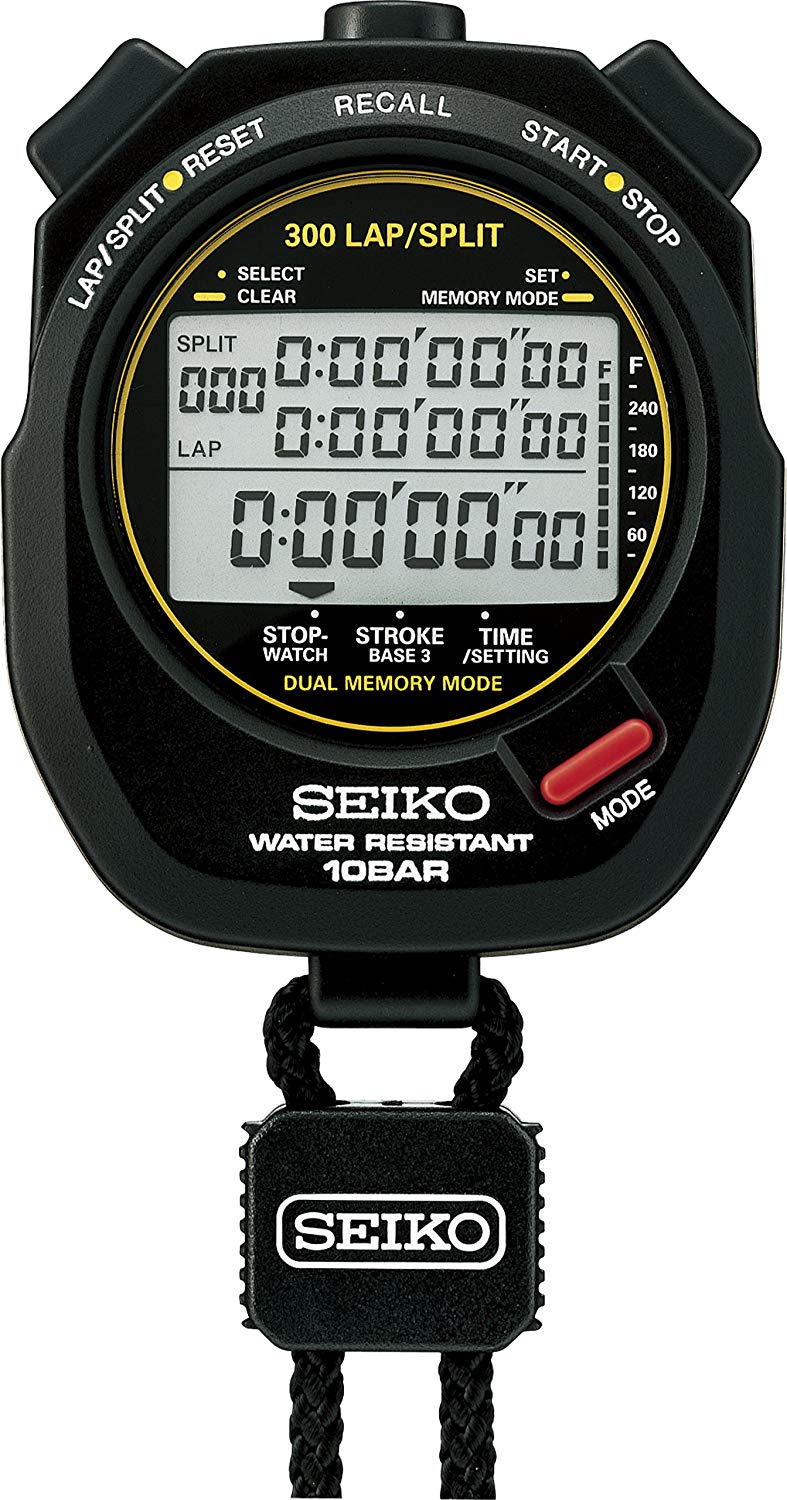 RECALL
LAP/SPLIT•RESET
START•STOP
300 LAP/SPLIT
• SELECT
SET•
CLEAR
MEMORY MODE
SPLIT
0:00'00"00
000
LAP
0:00'00"00
0:00'00"00
F
F
240
180
120
60
STOP-
WATCH
STROKE
BASE 3
TIME
/SETTING
DUAL MEMORY MODE
MODE
SEIKO
WATER RESISTANT
10BAR
SEIKO